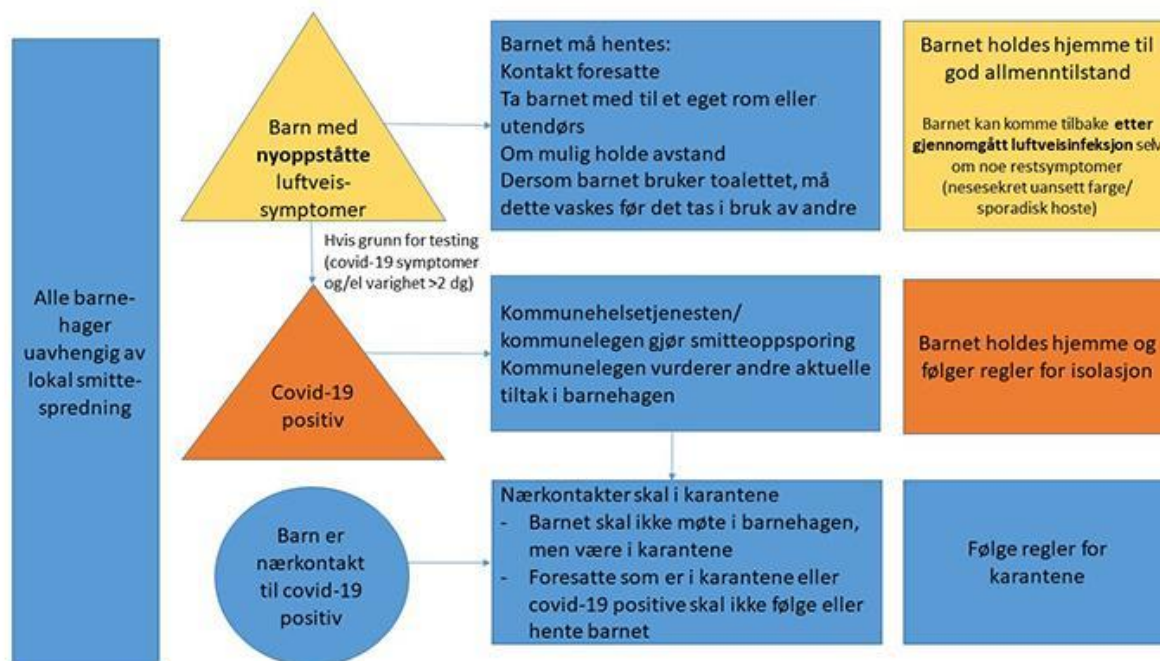 Alle barne-
hager
uavhengig av
lokal smitte-
spredning
Barn med
nyoppståtte
luftveis-
symptomer
Barnet må hentes:
Kontakt foresatte
Ta barnet med til et eget rom eller
utendørs
Om mulig holde avstand
Dersom barnet bruker toalettet, må
dette vaskes før det tas i bruk av andre
Barnet holdes hjemme til
god allmenntilstand
Barnet kan komme tilbake etter
gjennomgått luftveisinfeksjon selv
om noe restsymptomer
(nesesekret uansett farge/
sporadisk hoste)
Hvis grunn for testing
(covid-19 symptomer
og/el varighet >2 dg)
Covid-19
positiv
Kommunehelsetjenesten/
kommunelegen gjør smitteoppsporing
Kommunelegen vurderer andre aktuelle
tiltak i barnehagen
Barnet holdes hjemme og
følger regler for isolasjon
Barn er
nærkontakt
til covid-19
positiv
Nærkontakter skal i karantene
- Barnet skal ikke møte i barnehagen,
men være i karantene
- Foresatte som er i karantene eller
covid-19 positive skal ikke følge eller
hente barnet
Følge regler for
karantene